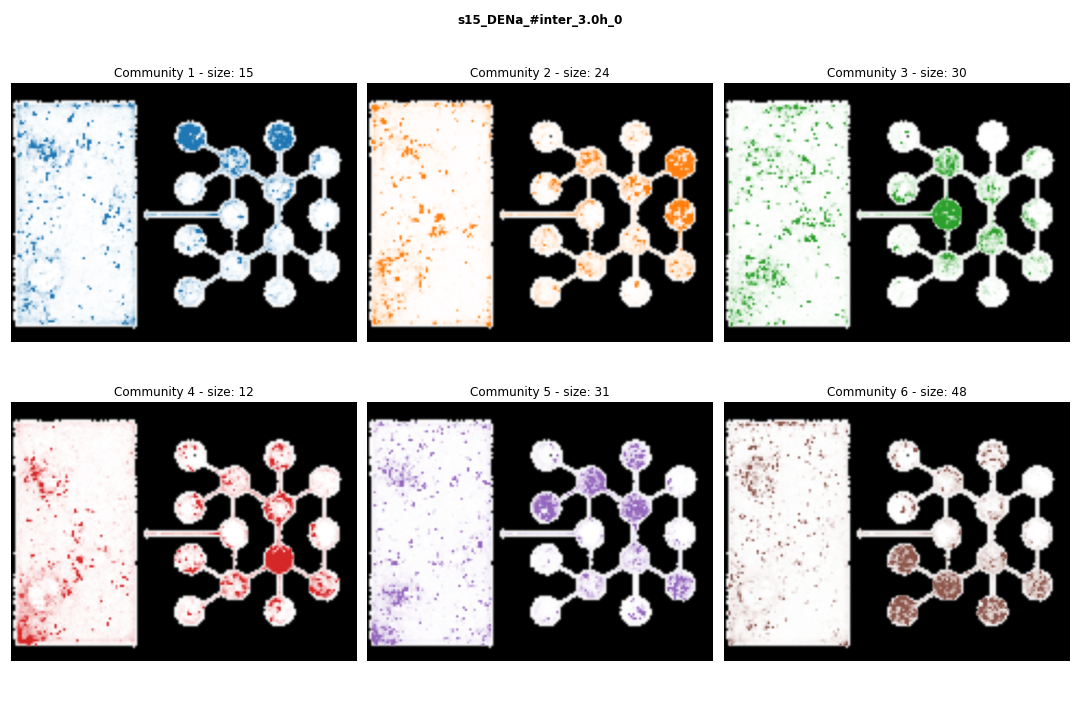 s15_DENa_#inter_3.0h_0
Community 1 - size: 15
Community 2 - size: 24
Community 3 - size: 30
Community 4 - size: 12
Community 5 - size: 31
Community 6 - size: 48